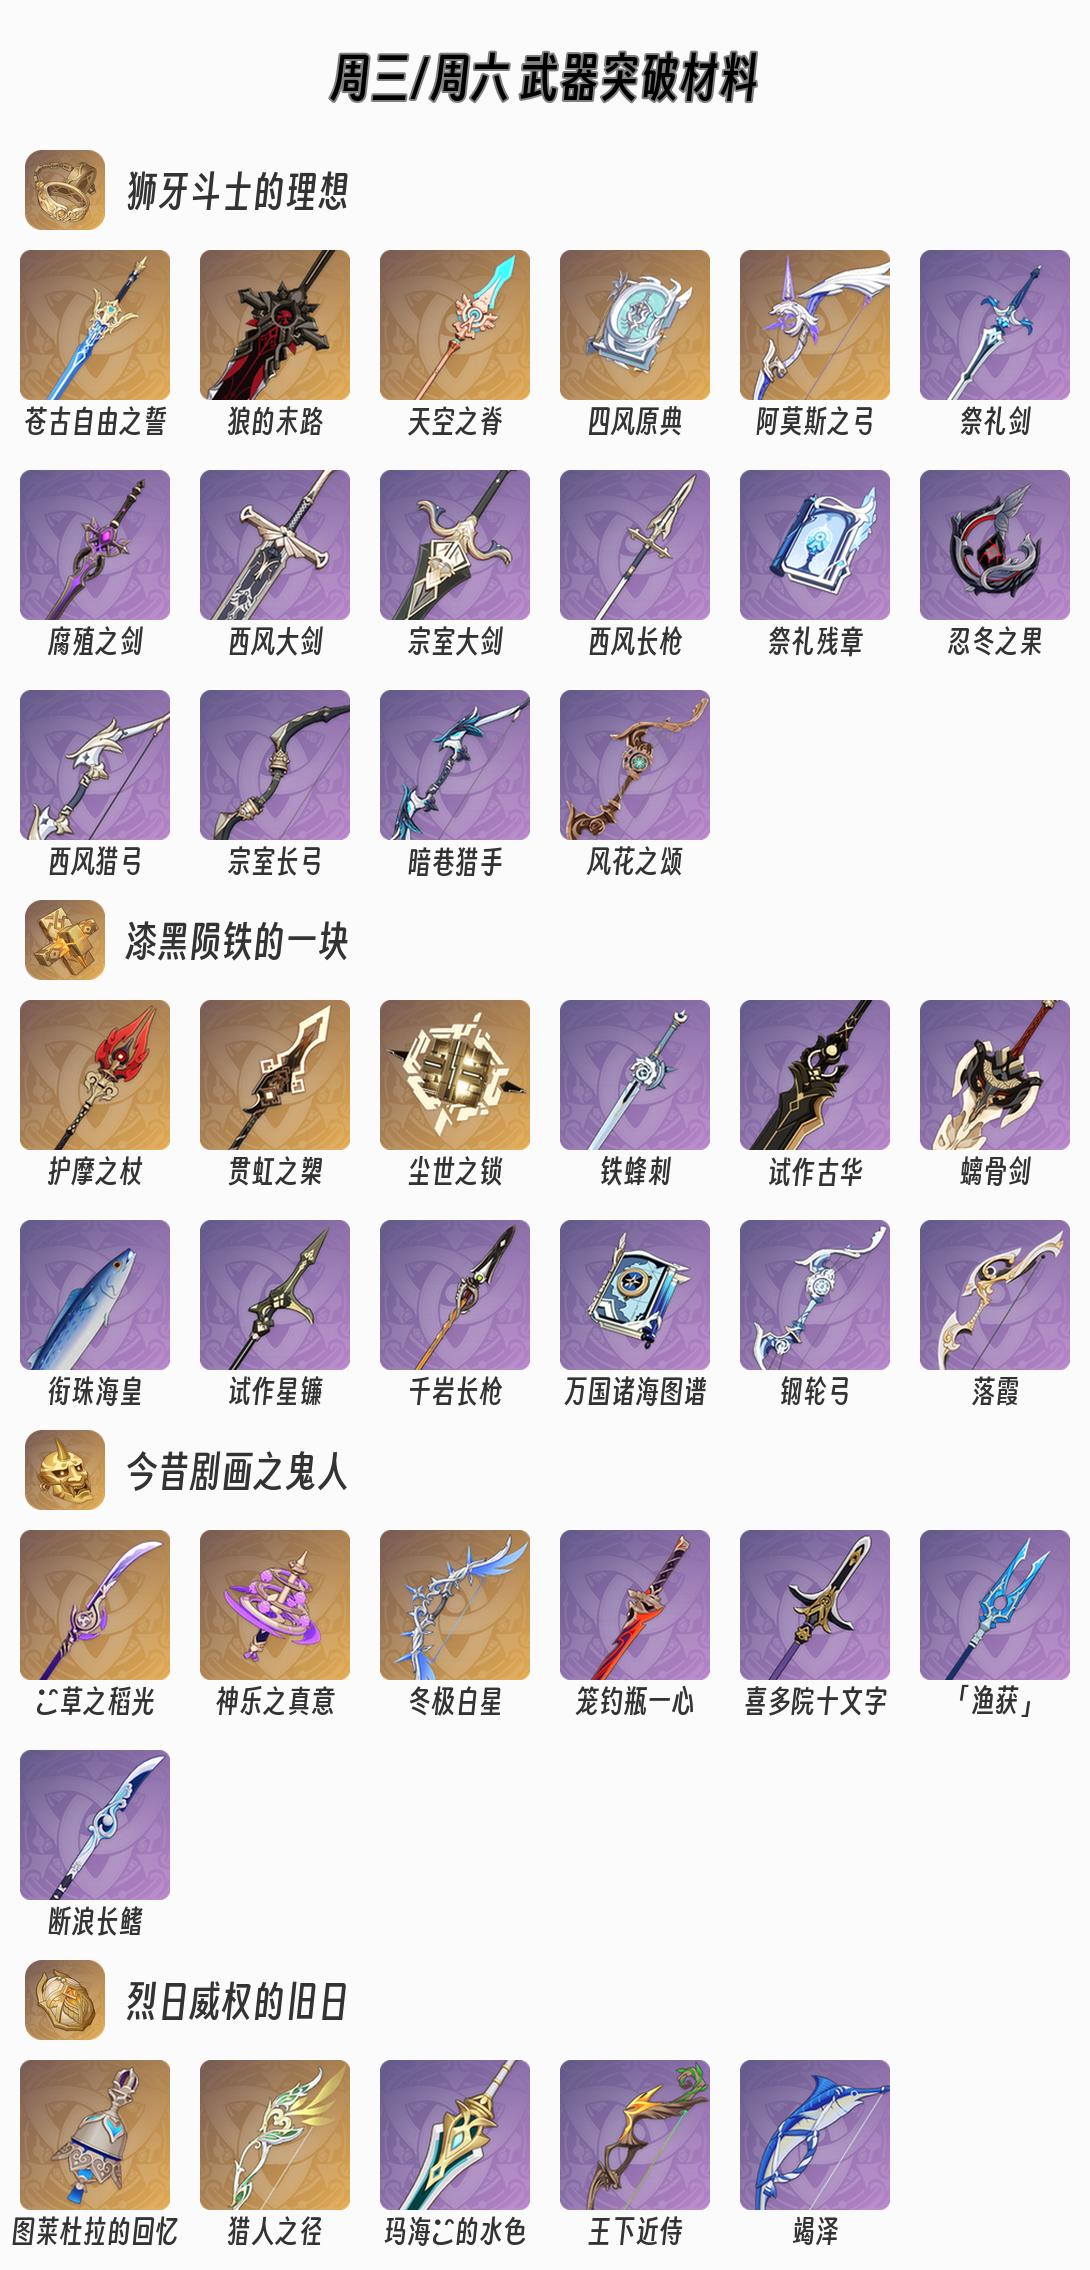 周三/周六 武器突破材料
狮牙斗士的理想
苍古自由之誓 狼的末路 天空之脊 四风原典 阿莫斯之弓 祭礼剑
腐殖之剑 西风大剑 宗室大剑 西风长枪 祭礼残章 忍冬之果
西风猎弓 宗室长弓 暗巷猎手 风花之颂
漆黑陨铁的一块
护摩之杖 贯虹之槊 尘世之锁 铁蜂刺 试作古华 螭骨剑
衔珠海皇 试作星镰 千岩长枪 万国诸海图谱 钢轮弓 落霞
今昔剧画之鬼人
草之稻光 神乐之真意 冬极白星 笼钓瓶一心 喜多院十文字 「渔获」
断浪长鳍
烈日威权的旧日
图莱杜拉的回忆 猎人之径 玛海的水色 王下近侍 竭泽